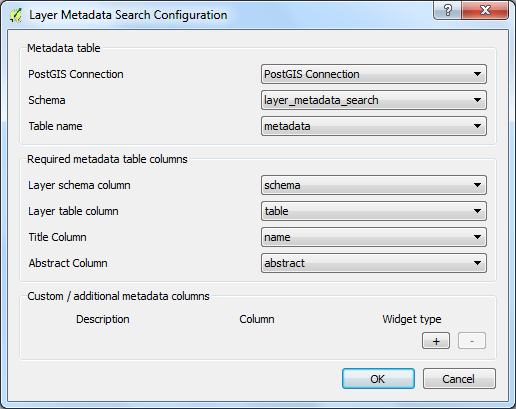 Layer Metadata Search Configuration ? X
Metadata table
PostGIS Connection PostGIS Connection
Schema layer_metadata_search
Table name metadata
Required metadata table columns
Layer schema column schema
Layer table column table
Title Column name
Abstract Column abstract
Custom / additional metadata columns
Description Column Widget type
+ -
OK Cancel